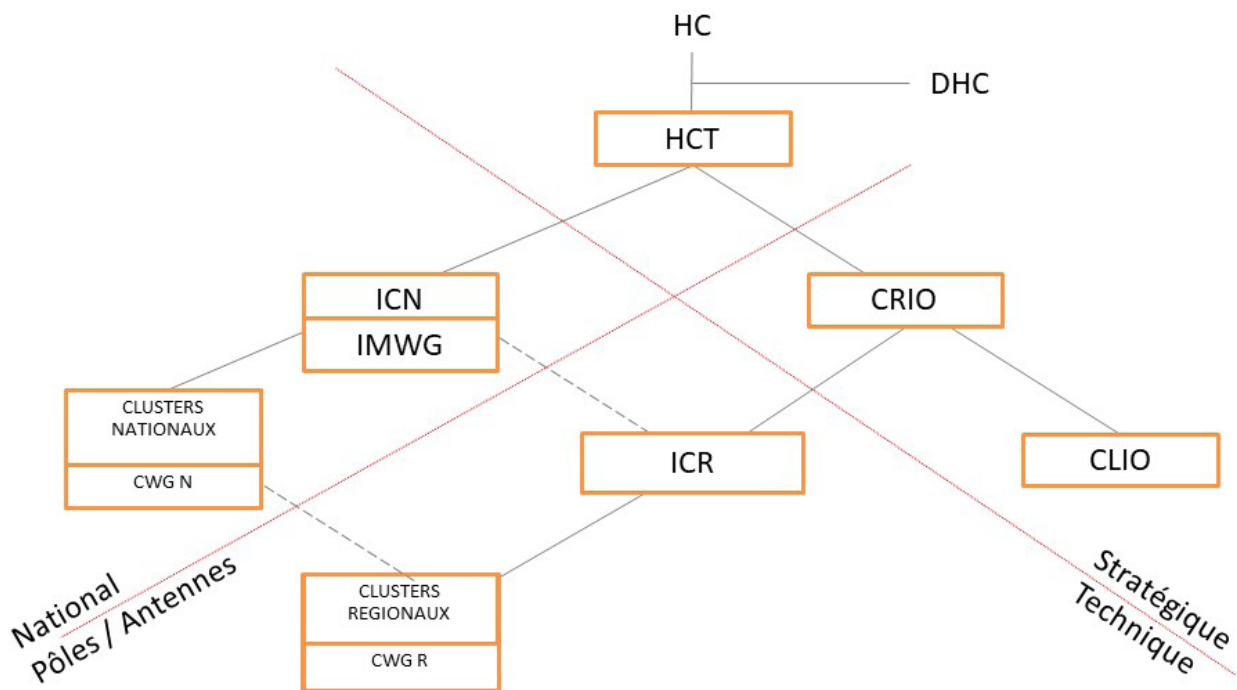 HC
DHC
HCT
ICN
IMWG
CRIO
CLUSTERS
NATIONAUX
CWG N
ICR
CLIO
National
Pôles / Antennes
Stratégique
Technique
CLUSTERS
REGIONAUX
CWG R